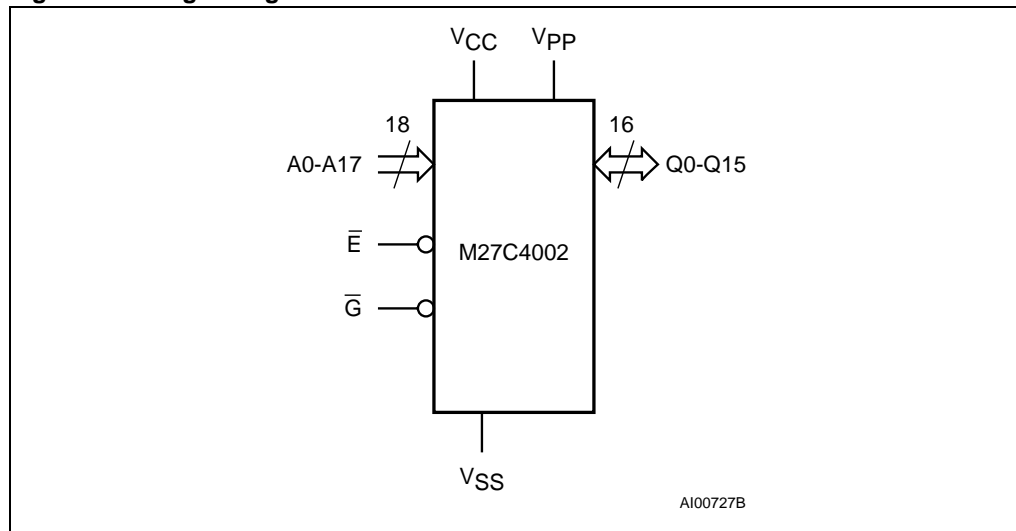 VCC VPP
18 16
A0-A17 Q0-Q15
E̅
M27C4002
G̅
VSS
AI00727B